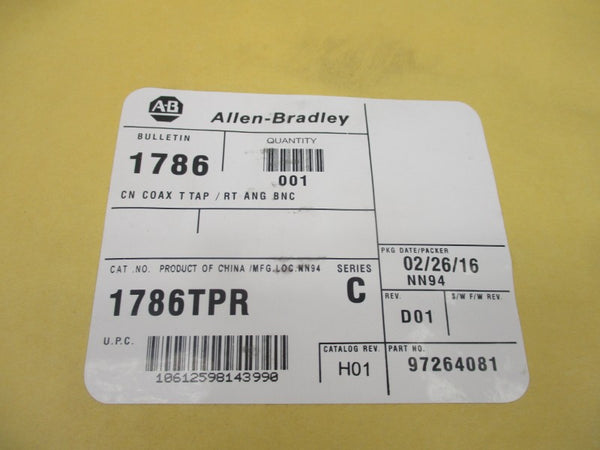 A-B Allen-Bradley
BULLETIN
1786
QUANTITY
001
CN COAX T TAP / RT ANG BNC
CAT .NO. PRODUCT OF CHINA /MFG.LOC.NN94
SERIES
1786TPR
C
U.P.C.
10612598143990
PKG DATE/PACKER
02/26/16
NN94
REV.
D01
S/W F/W REV.
CATALOG REV.
H01
PART NO.
97264081